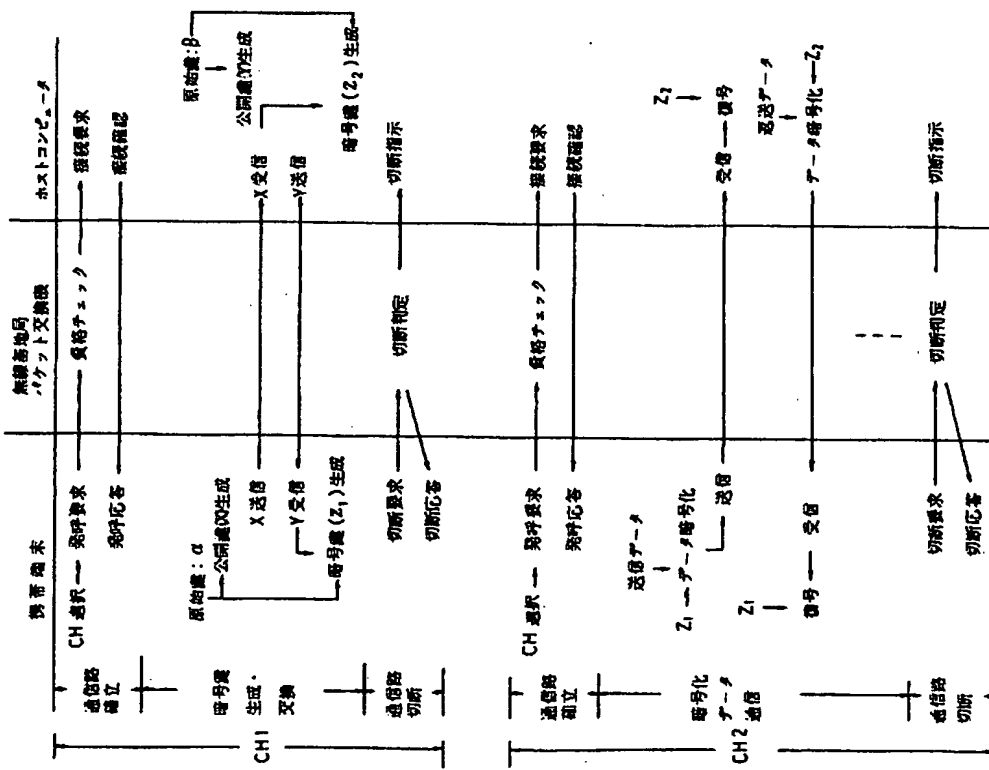 携帯端末
無線基地局
パケット交換機
ホストコンピュータ
CH1
通信路
確立
CH選択
発呼要求
資格チェック
接続要求
発呼応答
接続確認
暗号鍵
生成・
交換
原始鍵:α
公開鍵(X)生成
原始鍵:β
公開鍵(Y)生成
X送信
X受信
Y受信
Y送信
暗号鍵(Z₁)生成
暗号鍵(Z₂)生成
通信路
切断
切断要求
切断判定
切断指示
切断応答
CH2
通信路
確立
CH選択
発呼要求
資格チェック
接続要求
発呼応答
接続確認
暗号化
データ
通信
送信データ
Z₁
データ暗号化
送信
受信
復号
Z₂
返送データ
Z₁
復号
受信
データ暗号化
Z₂
通信路
切断
切断要求
切断判定
切断指示
切断応答